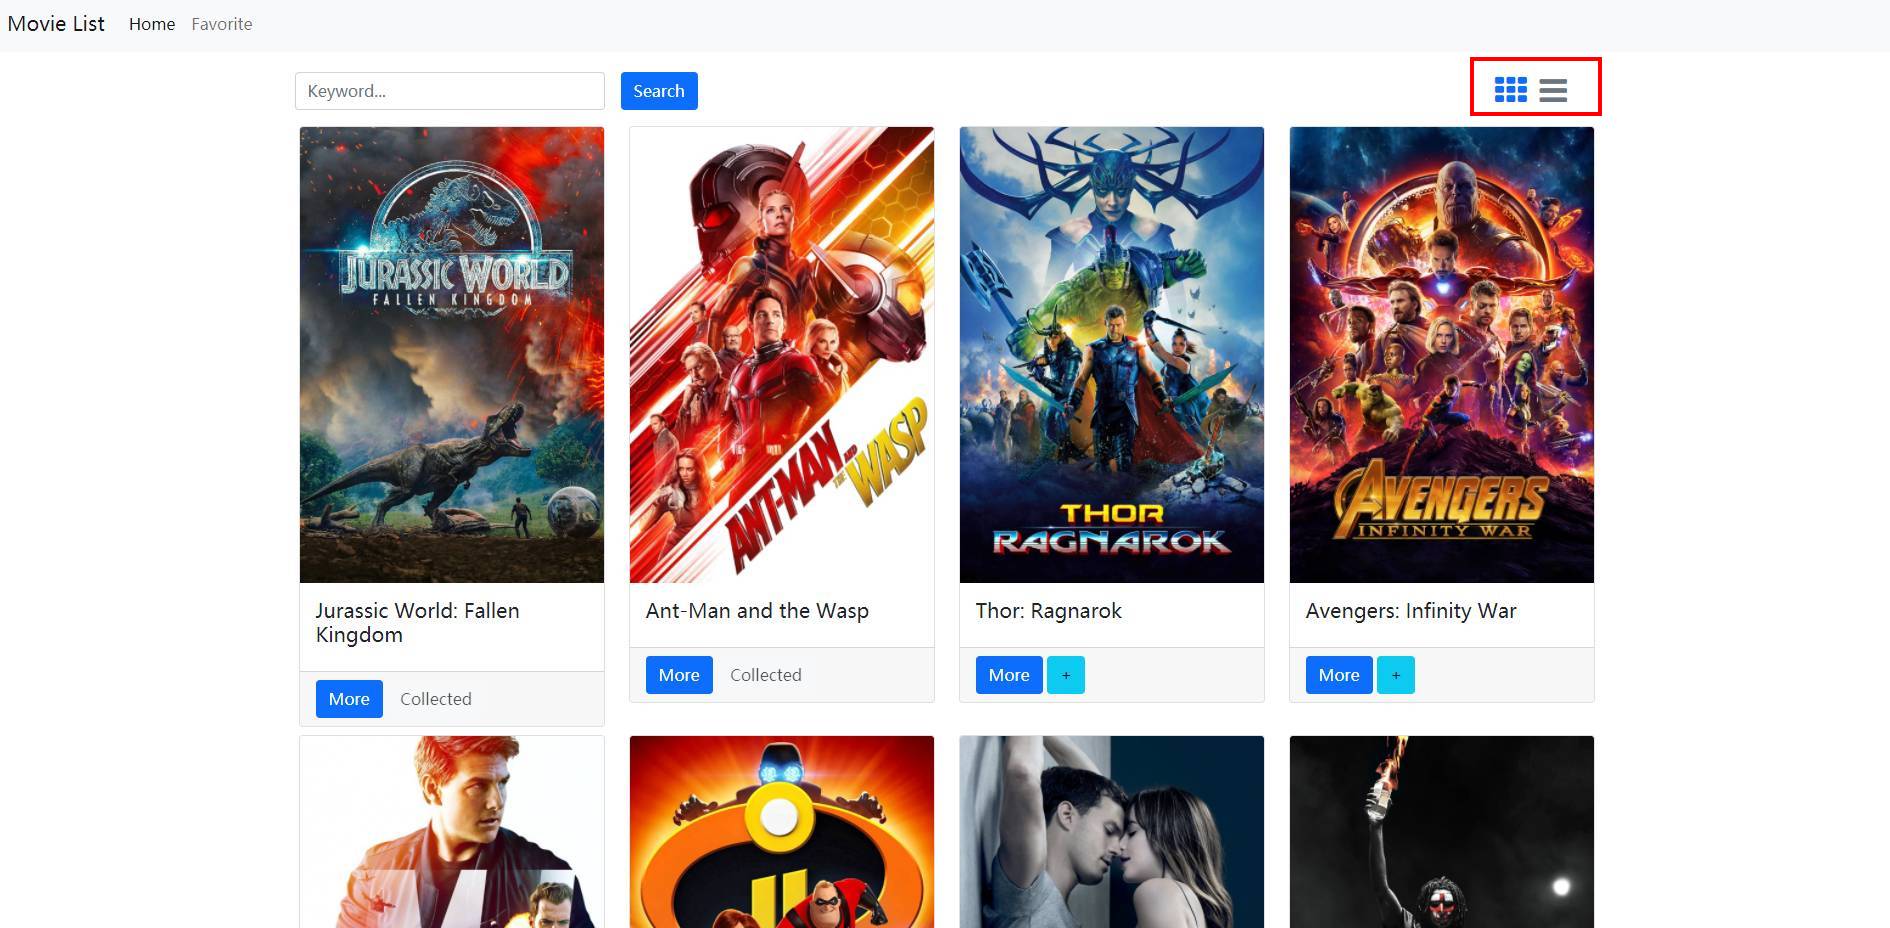 Movie List Home Favorite
Keyword...
Search
JURASSIC WORLD
FALLEN KINGDOM
ANT-MAN AND
THE WASP
THOR
RAGNAROK
AVENGERS
INFINITY WAR
Jurassic World: Fallen
Kingdom
More Collected
Ant-Man and the Wasp
More Collected
Thor: Ragnarok
More +
Avengers: Infinity War
More +